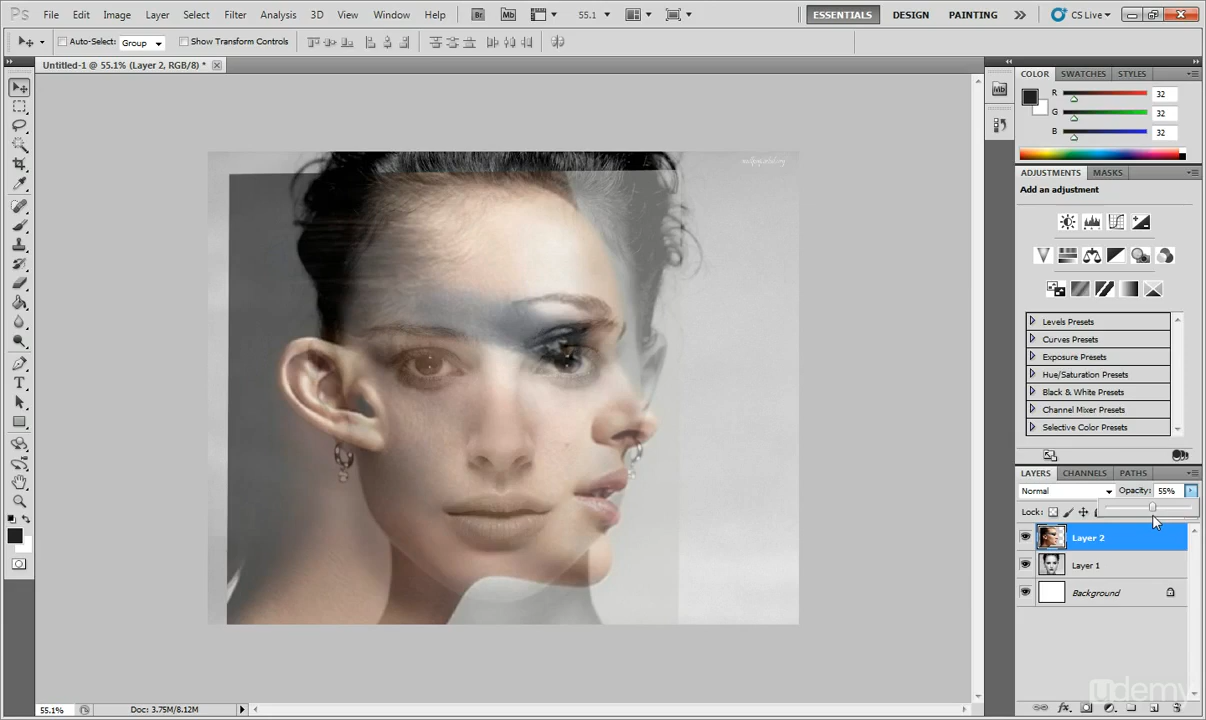 Ps File Edit Image Layer Select Filter Analysis 3D View Window Help Br Mb 55.1 ESSENTIALS DESIGN PAINTING CS Live
Auto-Select: Group Show Transform Controls
Untitled-1 @ 55.1% (Layer 2, RGB/8) *
COLOR SWATCHES STYLES
Mb
R 32
G 32
B 32
ADJUSTMENTS MASKS
Add an adjustment
Levels Presets
Curves Presets
Exposure Presets
Hue/Saturation Presets
Black & White Presets
Channel Mixer Presets
Selective Color Presets
LAYERS CHANNELS PATHS
Normal Opacity: 55%
Lock:
Layer 2
Layer 1
Background
udemy
55.1% Doc: 3.75M/8.12M